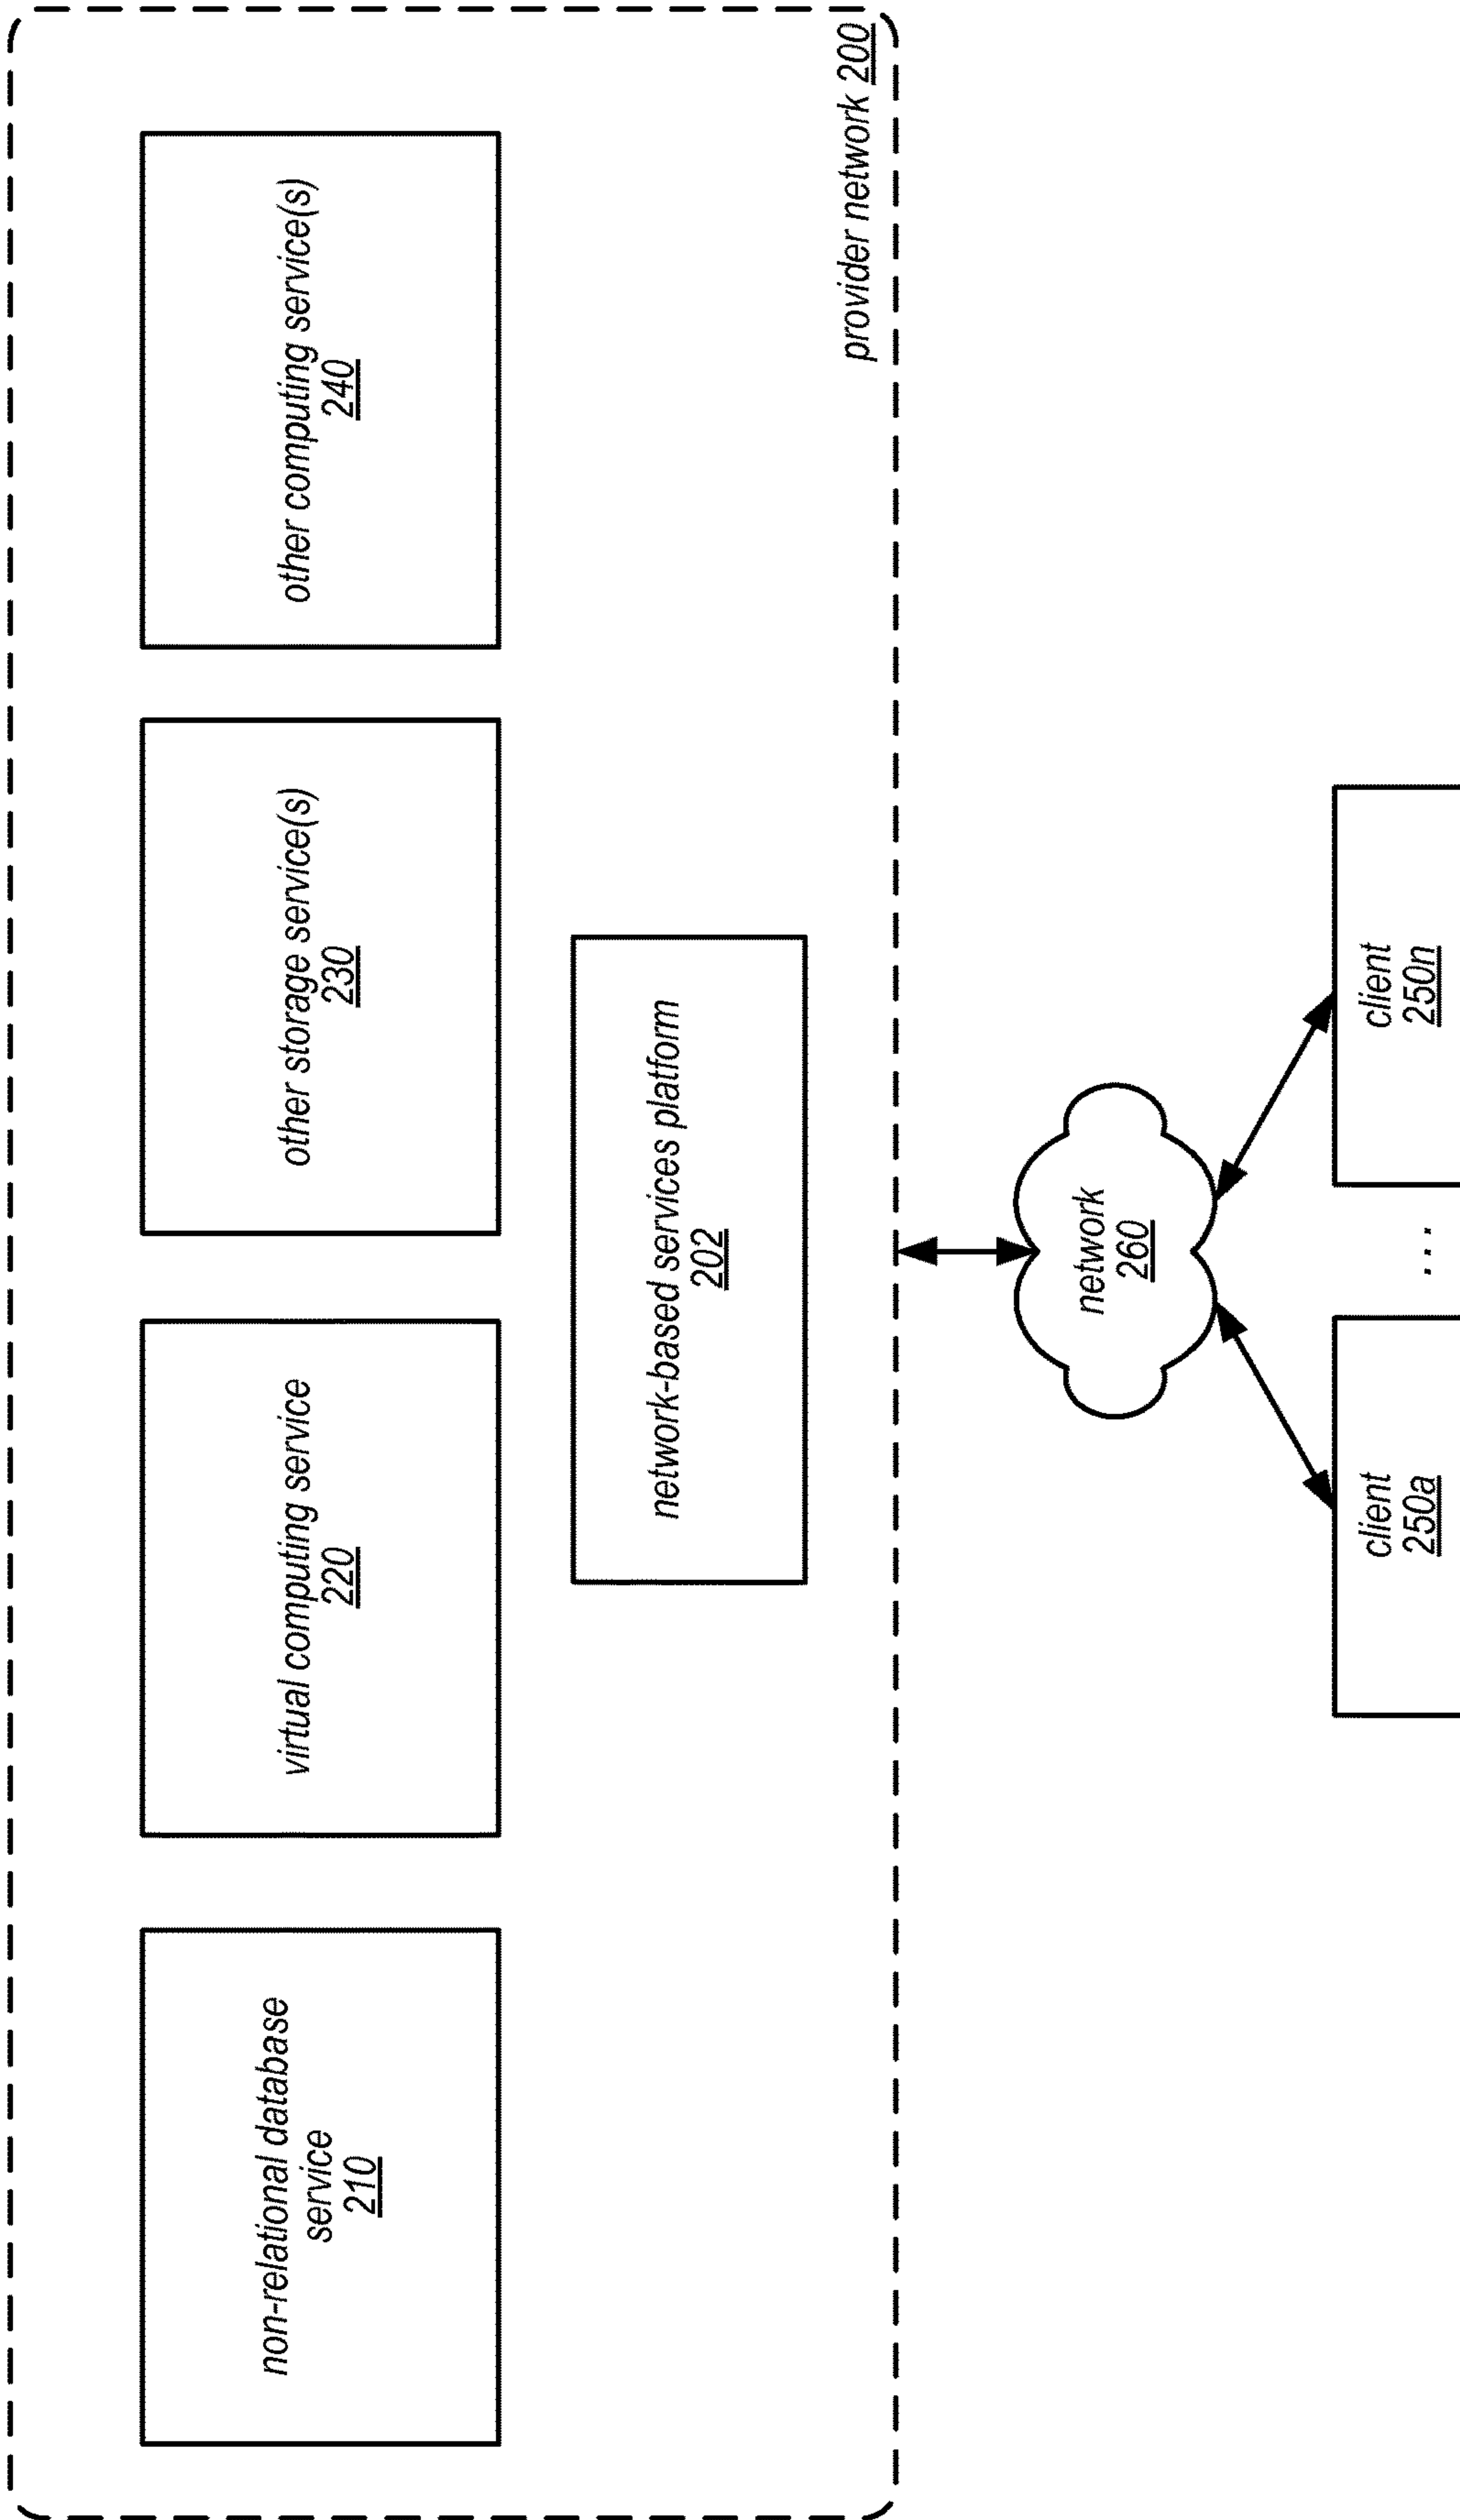 non-relational database
service
210
virtual computing service
220
other storage service(s)
230
other computing service(s)
240
network-based services platform
202
provider network 200
network
260
client
250a
...
client
250n